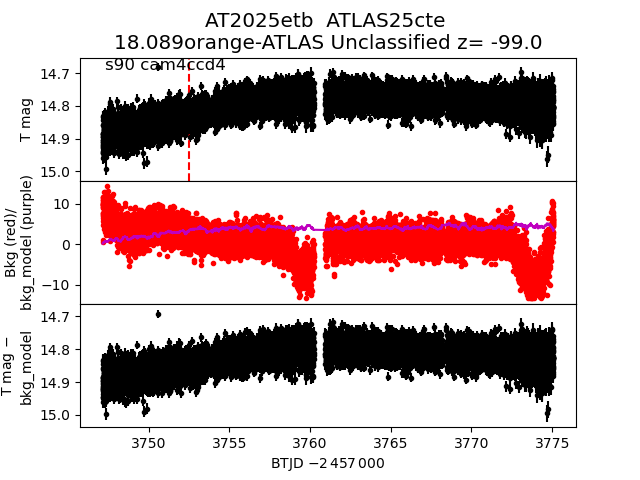 AT2025etb  ATLAS25cte
18.089orange-ATLAS Unclassified z= -99.0
s90 cam4ccd4
14.7
14.8
14.9
15.0
T mag
10
0
−10
Bkg (red)/
bkg_model (purple)
14.7
14.8
14.9
15.0
T mag −
bkg_model
3750
3755
3760
3765
3770
3775
BTJD −2 457 000